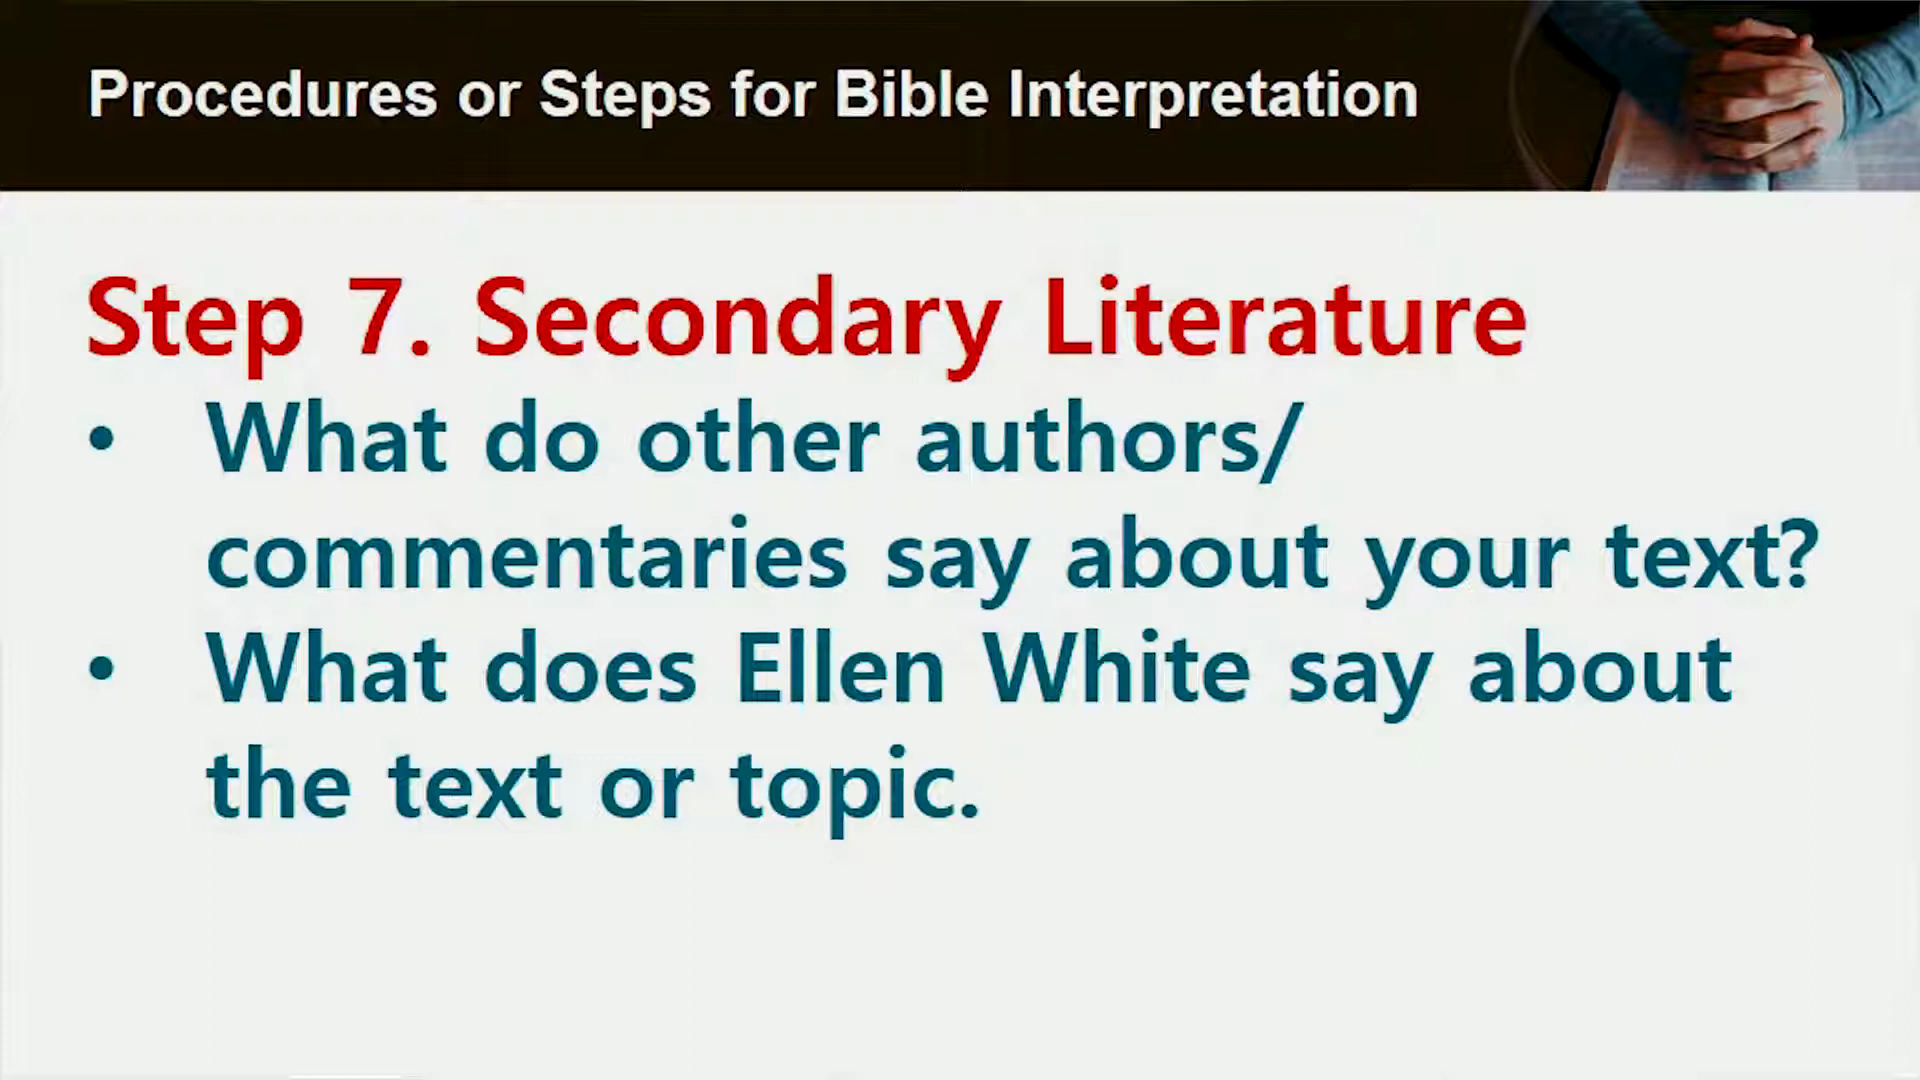 Procedures or Steps for Bible Interpretation
Step 7. Secondary Literature
• What do other authors/
commentaries say about your text?
• What does Ellen White say about
the text or topic.